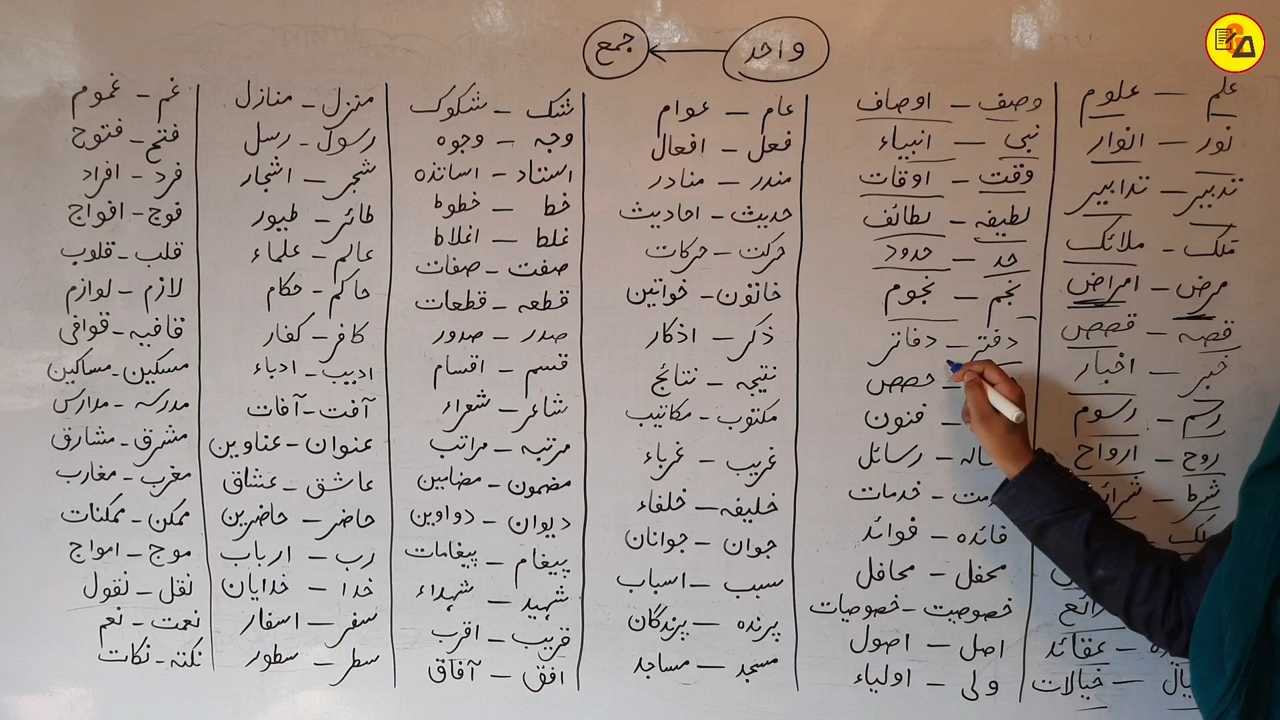 واحد ← جمع
علم – علوم
نور – انوار
تدبیر – تدابیر
ملک – ملائک
مرض – امراض
قصہ – قصص
خبر – اخبار
رسم – رسوم
روح – ارواح
شرط – شرائط
عقائد
خیالات
وصف – اوصاف
نبی – انبیاء
وقت – اوقات
لطیفہ – لطائف
حد – حدود
نجم – نجوم
دفتر – دفاتر
– حصص
– فنون
– رسائل
– خدمات
فائدہ – فوائد
محفل – محافل
خصوصیت – خصوصیات
اصل – اصول
ولی – اولیاء
عام – عوام
فعل – افعال
مندر – منادر
حدیث – احادیث
حرکت – حرکات
خاتون – خواتین
ذکر – اذکار
نتیجہ – نتائج
مکتوب – مکاتیب
غریب – غرباء
خلیفہ – خلفاء
جوان – جوانان
سبب – اسباب
پرندہ – پرندگان
مسجد – مساجد
شک – شکوک
وجہ – وجوہ
استاد – اساتذہ
خط – خطوط
غلط – اغلاط
صفت – صفات
قطعہ – قطعات
صدر – صدور
قسم – اقسام
شاعر – شعراء
مرتبہ – مراتب
مضمون – مضامین
دیوان – دواوین
پیغام – پیغامات
شہید – شہداء
قریب – اقرب
افق – آفاق
منزل – منازل
رسول – رسل
شجر – اشجار
طائر – طیور
عالم – علماء
حاکم – حکام
کافر – کفار
ادیب – ادباء
آفت – آفات
عنوان – عناوین
عاشق – عشاق
حاضر – حاضرین
رب – ارباب
خدا – خدایان
سفر – اسفار
سطر – سطور
غم – غموم
فتح – فتوح
فرد – افراد
فوج – افواج
قلب – قلوب
لازم – لوازم
قافیہ – قوافی
مسکین – مساکین
مدرسہ – مدارس
مشرق – مشارق
مغرب – مغارب
ممکن – ممکنات
موج – امواج
نقل – نقول
نعمت – نعم
نکتہ – نکات